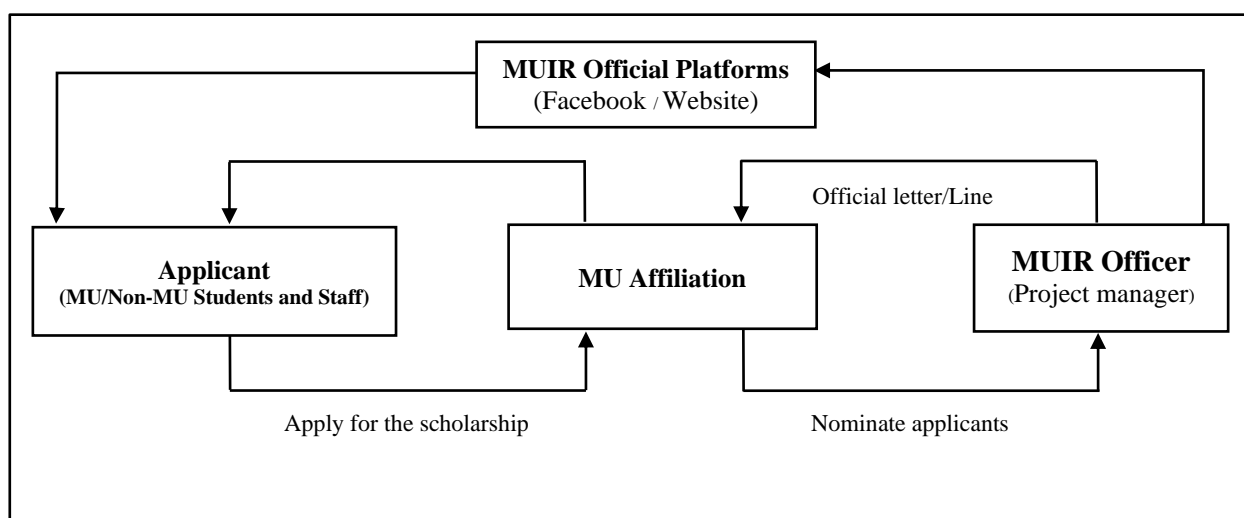 MUIR Official Platforms
(Facebook / Website)
Official letter/Line
Applicant
(MU/Non-MU Students and Staff)
MU Affiliation
MUIR Officer
(Project manager)
Apply for the scholarship
Nominate applicants